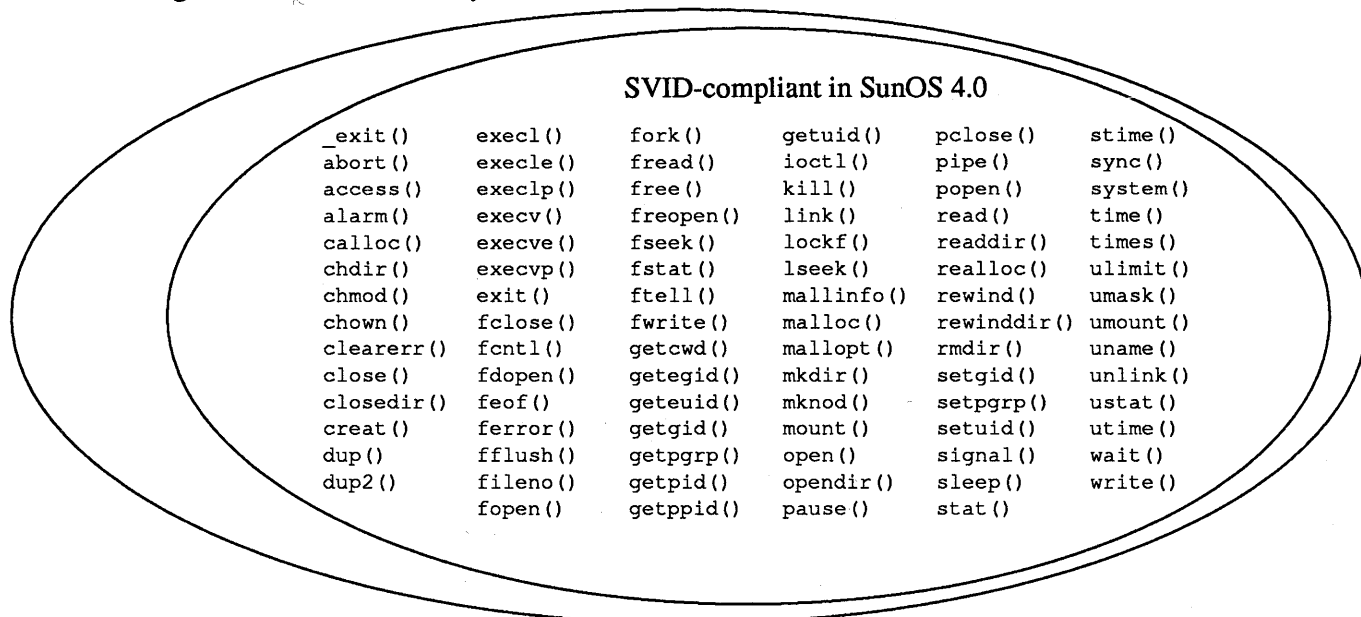 SVID-compliant in SunOS 4.0
_exit() execl() fork() getuid() pclose() stime()
abort() execle() fread() ioctl() pipe() sync()
access() execlp() free() kill() popen() system()
alarm() execv() freopen() link() read() time()
calloc() execve() fseek() lockf() readdir() times()
chdir() execvp() fstat() lseek() realloc() ulimit()
chmod() exit() ftell() mallinfo() rewind() umask()
chown() fclose() fwrite() malloc() rewinddir() umount()
clearerr() fcntl() getcwd() mallopt() rmdir() uname()
close() fdopen() getegid() mkdir() setgid() unlink()
closedir() feof() geteuid() mknod() setpgrp() ustat()
creat() ferror() getgid() mount() setuid() utime()
dup() fflush() getpgrp() open() signal() wait()
dup2() fileno() getpid() opendir() sleep() write()
fopen() getppid() pause() stat()